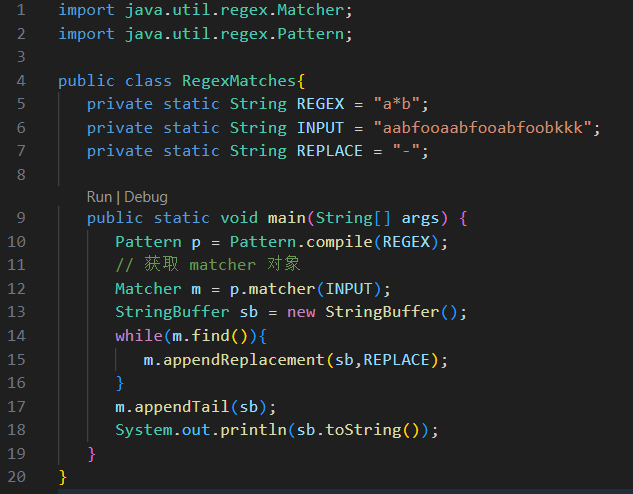 1 import java.util.regex.Matcher;
2 import java.util.regex.Pattern;
3
4 public class RegexMatches{
5 private static String REGEX = "a*b";
6 private static String INPUT = "aabfooaabfooabfoobkkk";
7 private static String REPLACE = "-";
8
Run | Debug
9 public static void main(String[] args) {
10 Pattern p = Pattern.compile(REGEX);
11 // 获取 matcher 对象
12 Matcher m = p.matcher(INPUT);
13 StringBuffer sb = new StringBuffer();
14 while(m.find()){
15 m.appendReplacement(sb,REPLACE);
16 }
17 m.appendTail(sb);
18 System.out.println(sb.toString());
19 }
20 }